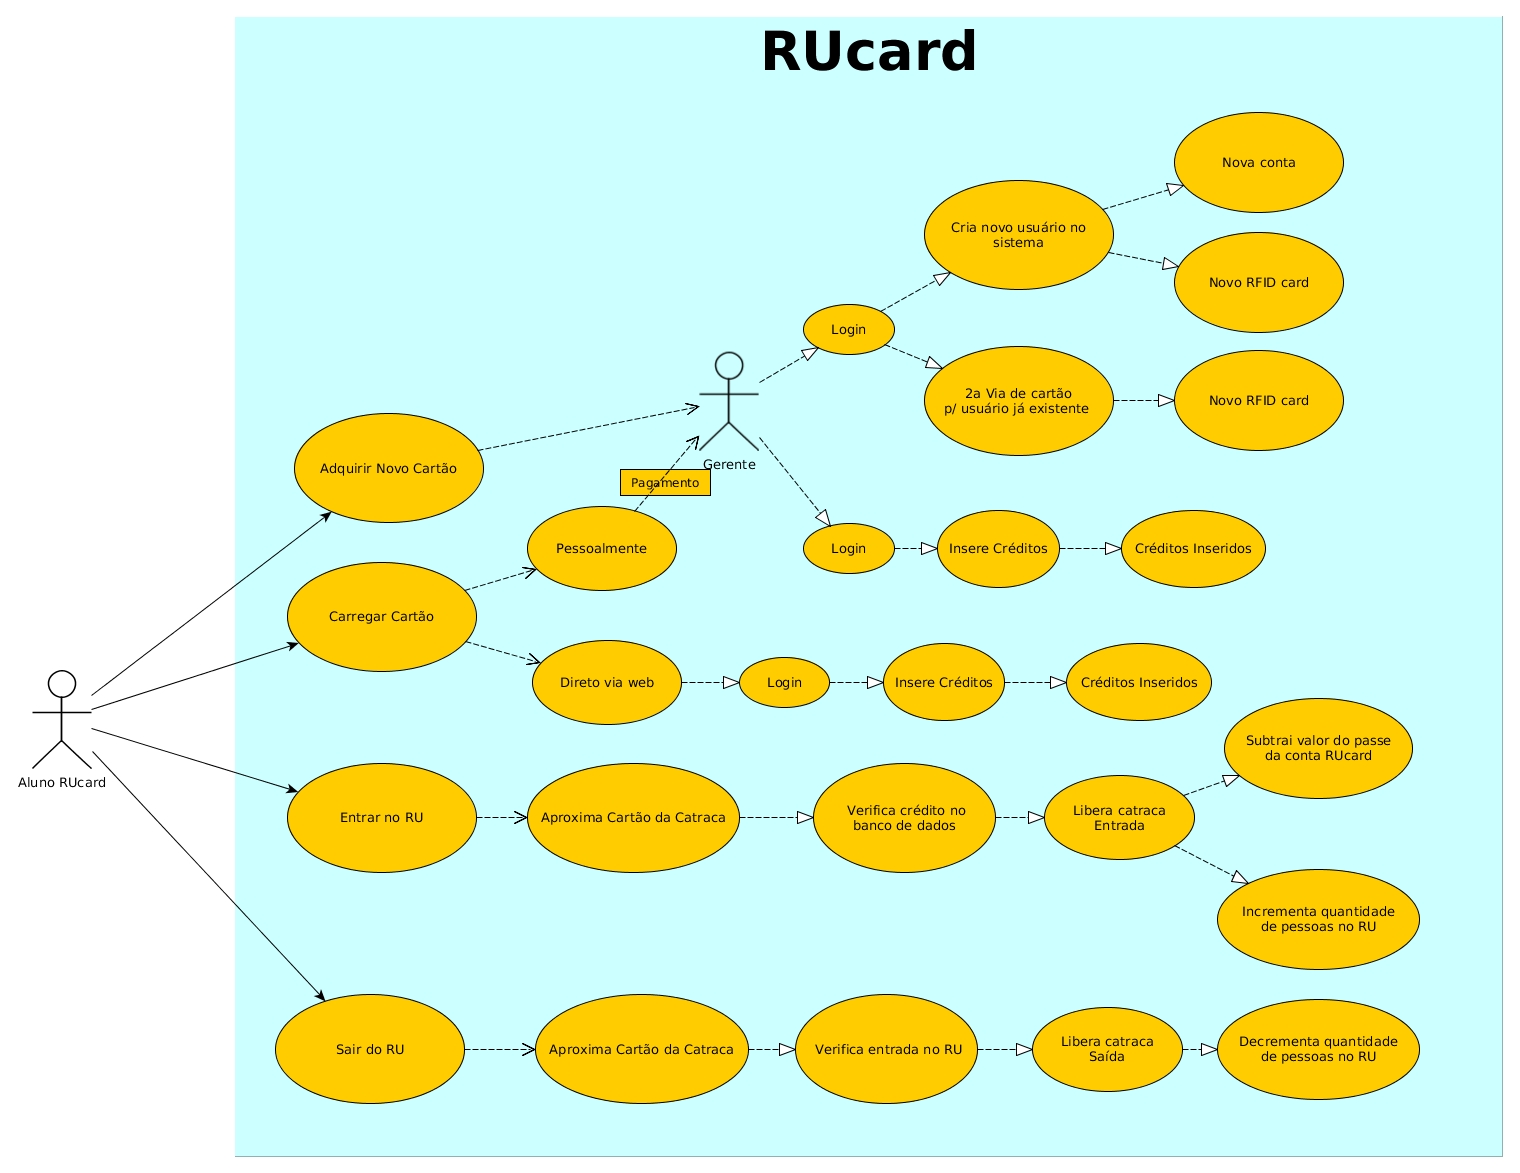 RUcard
Nova conta
Cria novo usuário no
sistema
Novo RFID card
Login
2a Via de cartão
p/ usuário já existente
Novo RFID card
Adquirir Novo Cartão
Gerente
Pagamento
Pessoalmente
Login
Insere Créditos
Créditos Inseridos
Carregar Cartão
Direto via web
Login
Insere Créditos
Créditos Inseridos
Aluno RUcard
Subtrai valor do passe
da conta RUcard
Entrar no RU
Aproxima Cartão da Catraca
Verifica crédito no
banco de dados
Libera catraca
Entrada
Incrementa quantidade
de pessoas no RU
Sair do RU
Aproxima Cartão da Catraca
Verifica entrada no RU
Libera catraca
Saída
Decrementa quantidade
de pessoas no RU